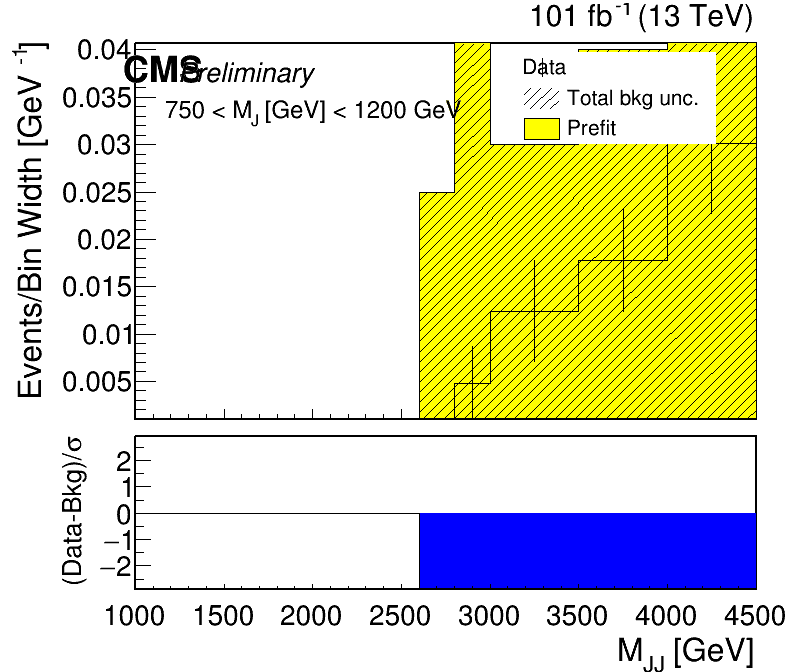 101 fb⁻¹ (13 TeV)
CMS Preliminary
750 < M_J [GeV] < 1200 GeV
Data
Total bkg unc.
Prefit
Events/Bin Width [GeV⁻¹]
0.04
0.035
0.03
0.025
0.02
0.015
0.01
0.005
(Data-Bkg)/σ
2
1
0
−1
−2
1000 1500 2000 2500 3000 3500 4000 4500
M_JJ [GeV]